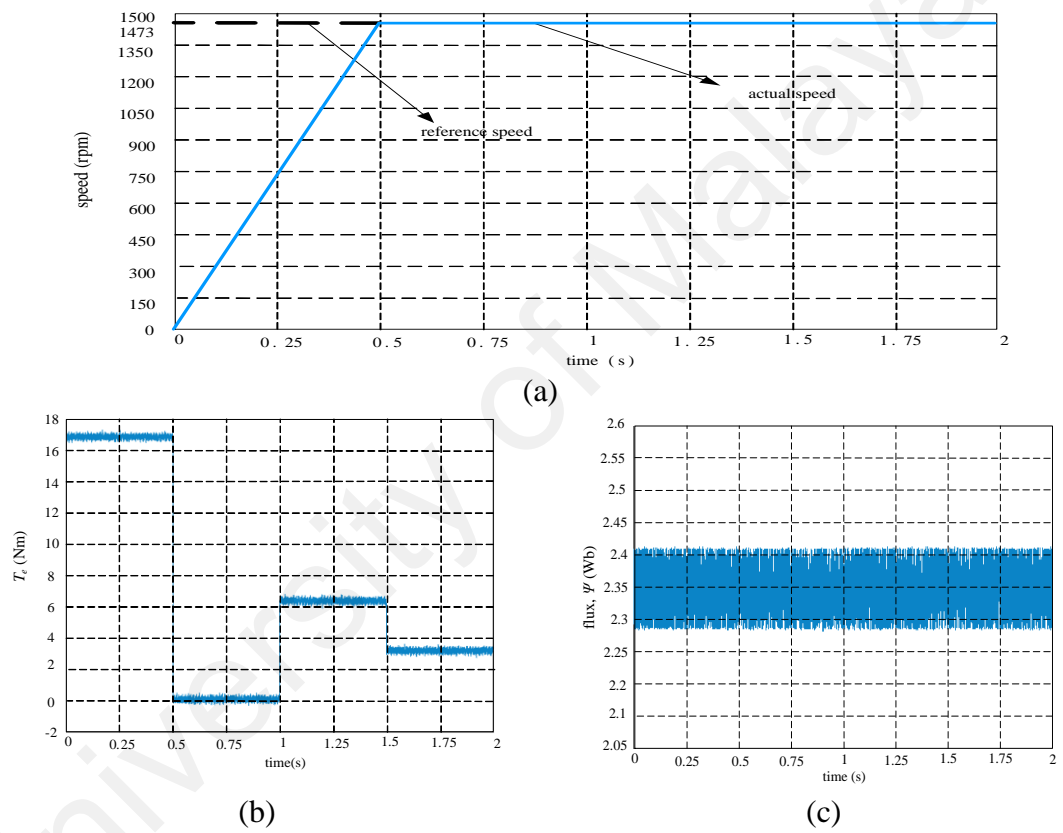 1500
1473
1350
1200
1050
900
750
600
450
300
150
0
speed (rpm)
reference speed
actual speed
0 0.25 0.5 0.75 1 1.25 1.5 1.75 2
time (s)
(a)
18
16
14
12
10
8
6
4
2
0
-2
Te (Nm)
0 0.25 0.5 0.75 1 1.25 1.5 1.75 2
time(s)
(b)
2.6
2.55
2.5
2.45
2.4
2.35
2.3
2.25
2.2
2.1
2.05
flux, Ψ (Wb)
0 0.25 0.5 0.75 1 1.25 1.5 1.75 2
time (s)
(c)
University of Malaya